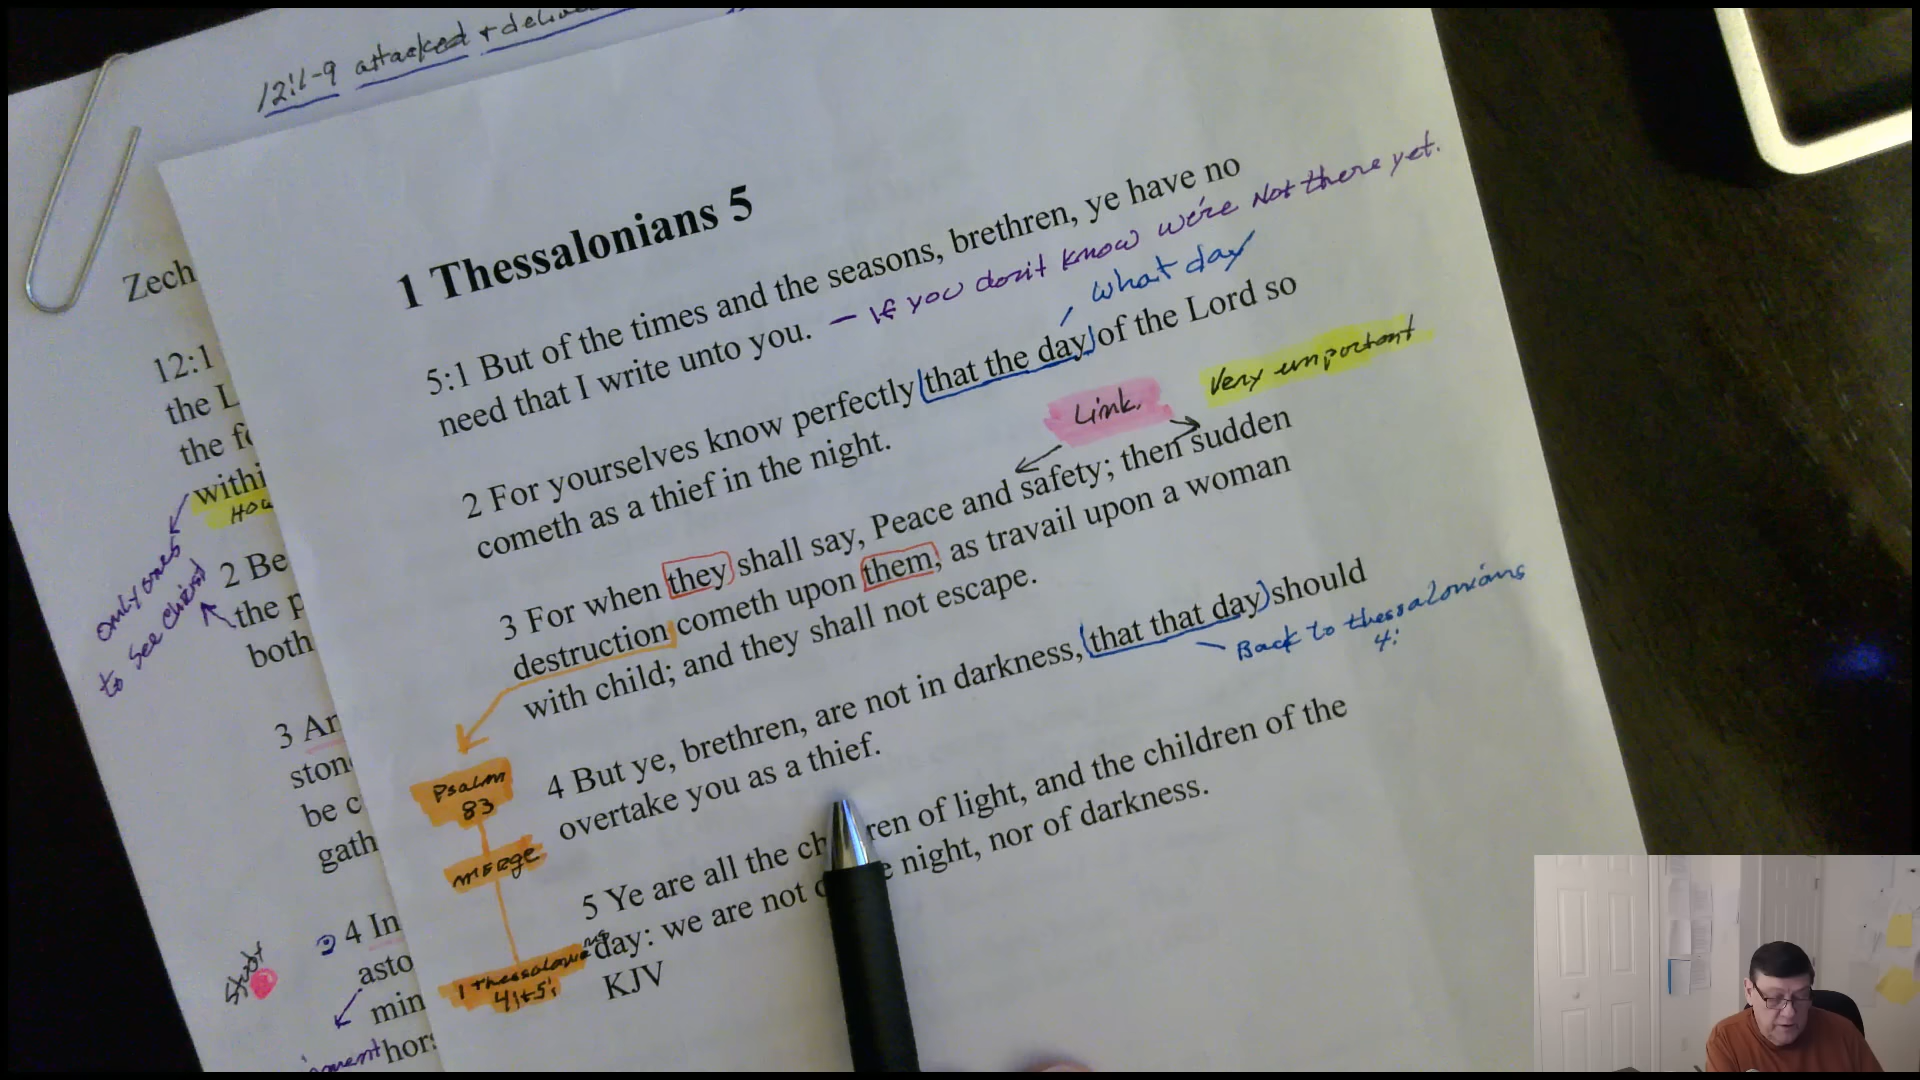 12:1-9 attacked + delive
Zech
12:1
the L
the fo
withi
HOW
only ones
to see Christ
2 Be
the p
both
3 Ar
ston
be c
gath
Study
4 In
asto
min
hors
1 Thessalonians 5
5:1 But of the times and the seasons, brethren, ye have no
need that I write unto you. — If you don't know we're Not there yet.
what day
2 For yourselves know perfectly that the day of the Lord so
cometh as a thief in the night.
Link.
Very important
3 For when they shall say, Peace and safety; then sudden
destruction cometh upon them, as travail upon a woman
with child; and they shall not escape.
4 But ye, brethren, are not in darkness, that that day should
overtake you as a thief.
Back to thessalonians
4:
5 Ye are all the children of light, and the children of the
day: we are not night, nor of darkness.
KJV
Psalm
83
merge
1 thessalonians
4:+5: